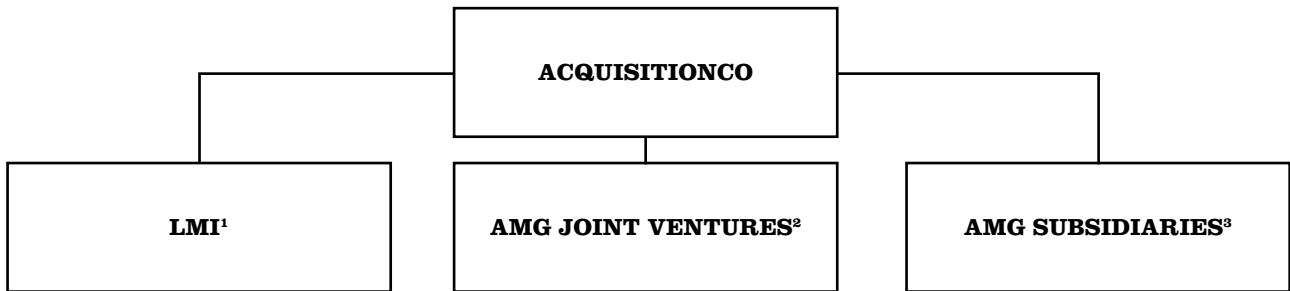 ACQUISITIONCO
LMI¹
AMG JOINT VENTURES²
AMG SUBSIDIARIES³